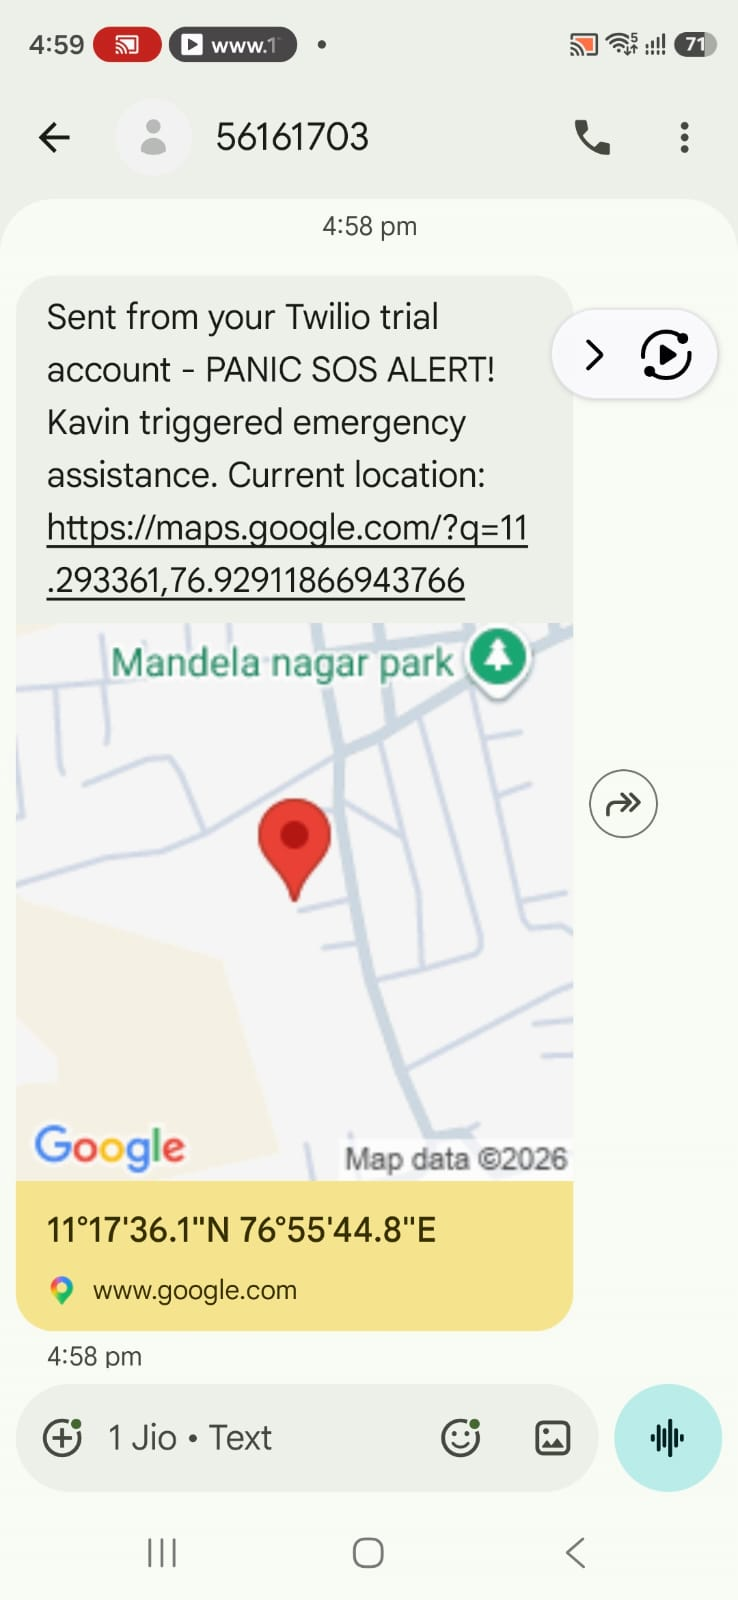 4:59 www.1 71
56161703
4:58 pm
Sent from your Twilio trial
account - PANIC SOS ALERT!
Kavin triggered emergency
assistance. Current location:
https://maps.google.com/?q=11
.293361,76.92911866943766
Mandela nagar park
Google
Map data ©2026
11°17'36.1"N 76°55'44.8"E
www.google.com
4:58 pm
1 Jio • Text